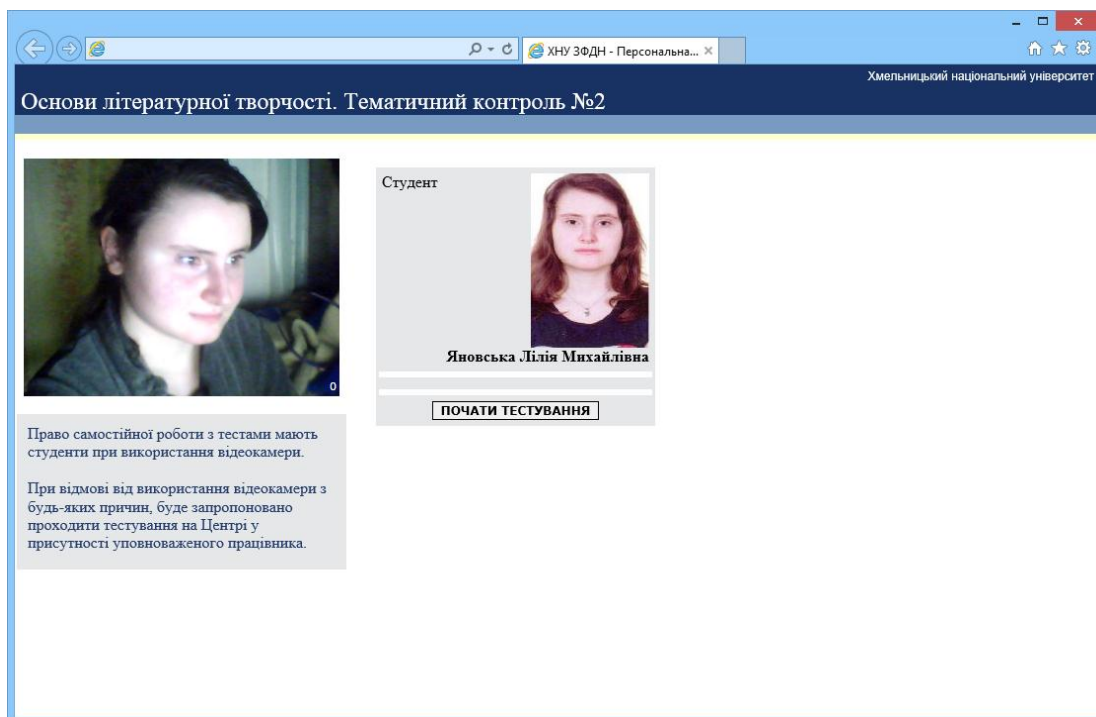 ХНУ ЗФДН - Персональна...
Хмельницький національний університет
Основи літературної творчості. Тематичний контроль №2
Студент
Яновська Лілія Михайлівна
ПОЧАТИ ТЕСТУВАННЯ
0
Право самостійної роботи з тестами мають
студенти при використання відеокамери.
При відмові від використання відеокамери з
будь-яких причин, буде запропоновано
проходити тестування на Центрі у
присутності уповноваженого працівника.